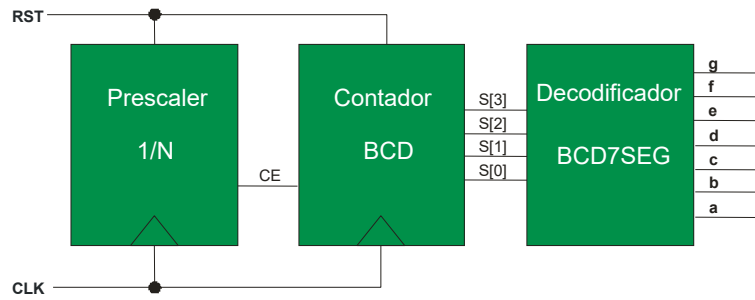 RST
Prescaler
1/N
CE
Contador
BCD
S[3]
S[2]
S[1]
S[0]
Decodificador
BCD7SEG
g
f
e
d
c
b
a
CLK